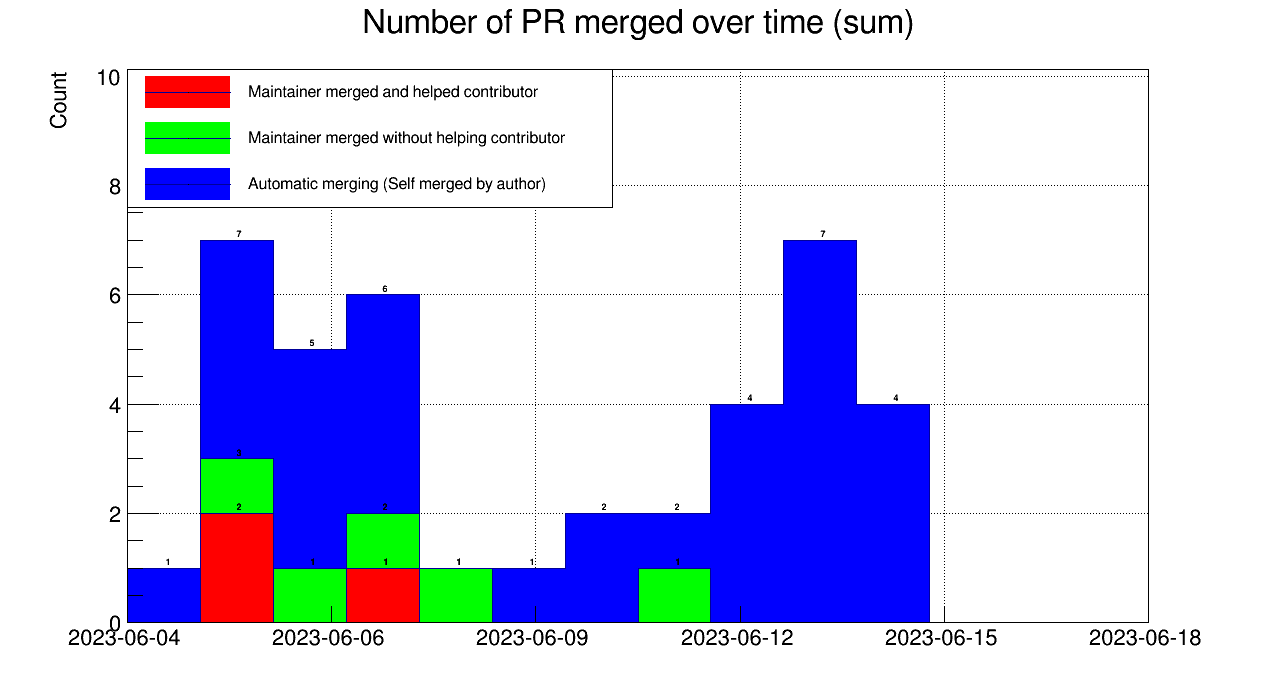 Number of PR merged over time (sum)
Count
10
8
6
4
2
0
Maintainer merged and helped contributor
Maintainer merged without helping contributor
Automatic merging (Self merged by author)
7 7
6
5
4 4
3
2 2 2 2
1 1 1 1 1 1
2023-06-04 2023-06-06 2023-06-09 2023-06-12 2023-06-15 2023-06-18